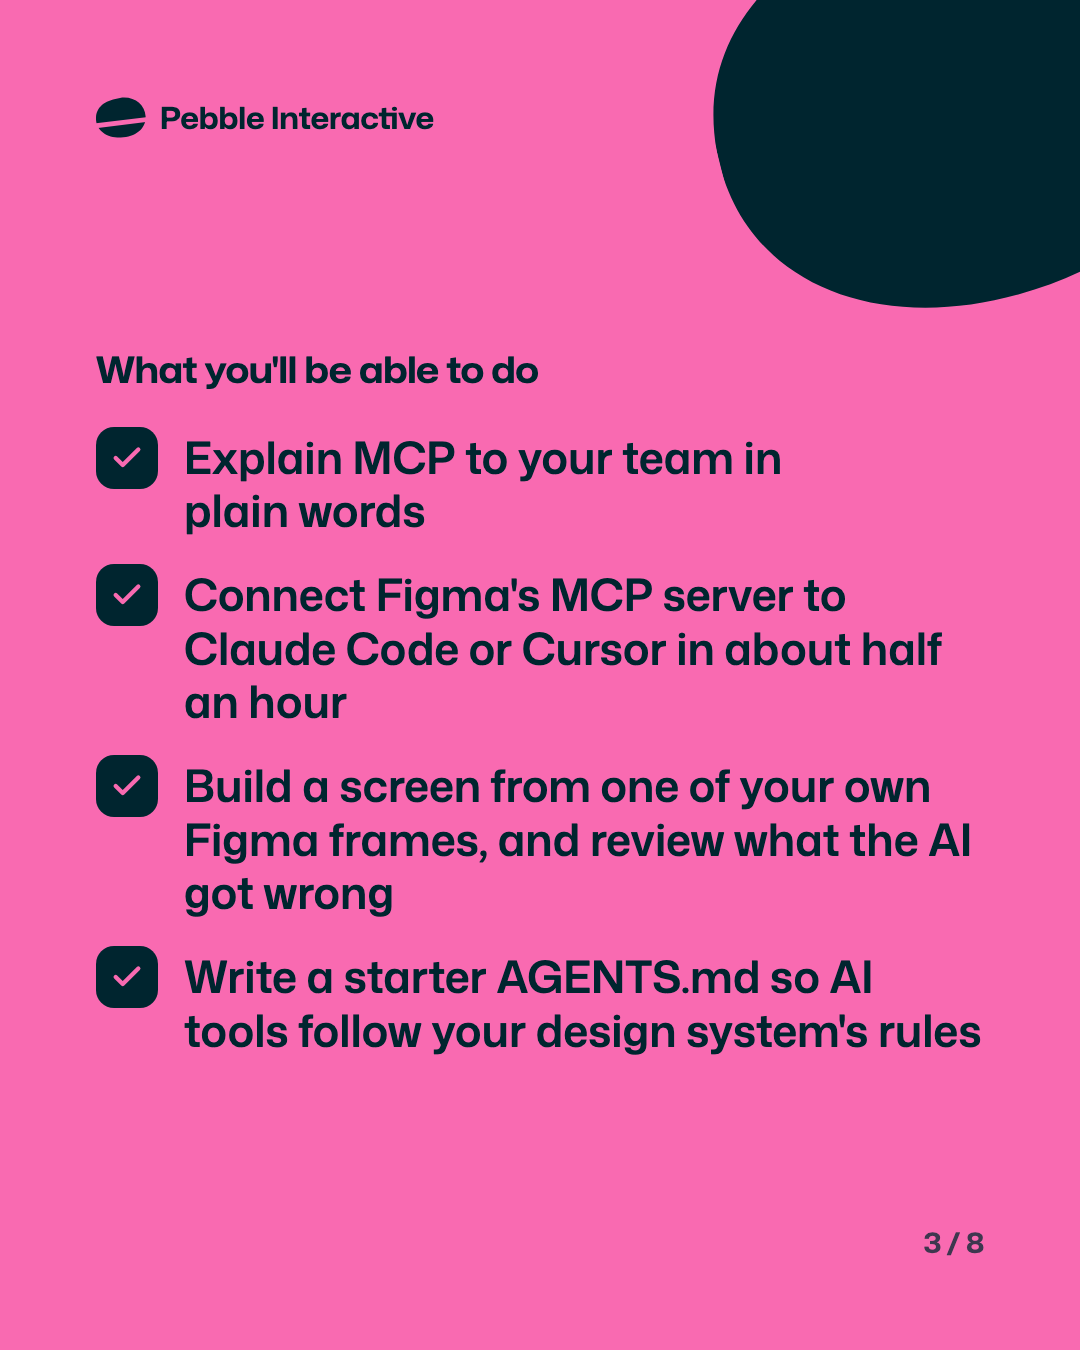 Pebble Interactive
What you'll be able to do
Explain MCP to your team in
plain words
Connect Figma's MCP server to
Claude Code or Cursor in about half
an hour
Build a screen from one of your own
Figma frames, and review what the AI
got wrong
Write a starter AGENTS.md so AI
tools follow your design system's rules
3 / 8